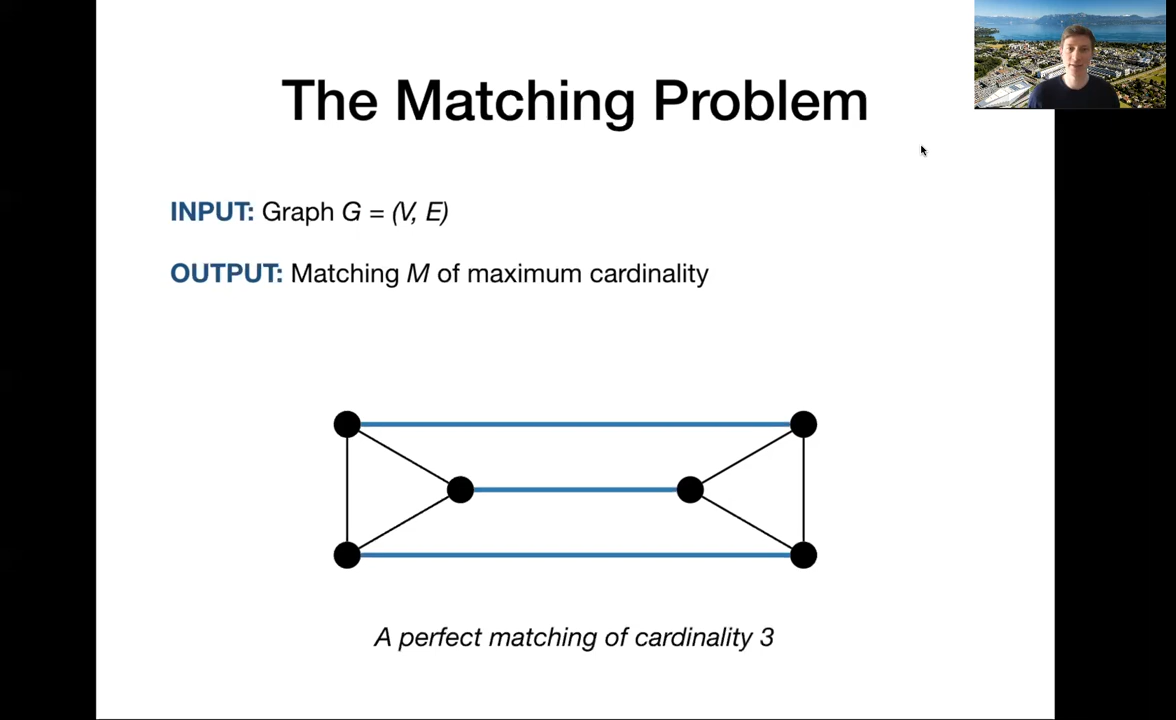 The Matching Problem
INPUT: Graph G = (V, E)
OUTPUT: Matching M of maximum cardinality
A perfect matching of cardinality 3